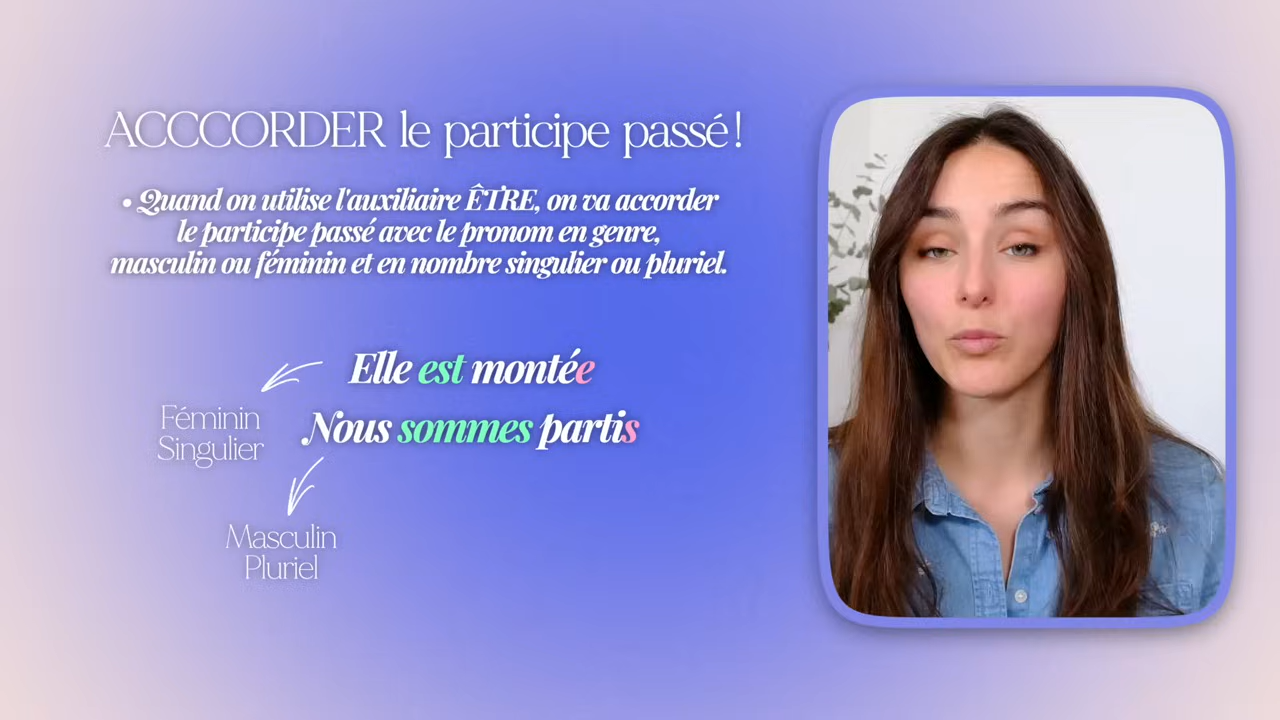 ACCCORDER le participe passé!
• Quand on utilise l'auxiliaire ÊTRE, on va accorder
le participe passé avec le pronom en genre,
masculin ou féminin et en nombre singulier ou pluriel.
Elle est montée
Féminin
Singulier
Nous sommes partis
Masculin
Pluriel